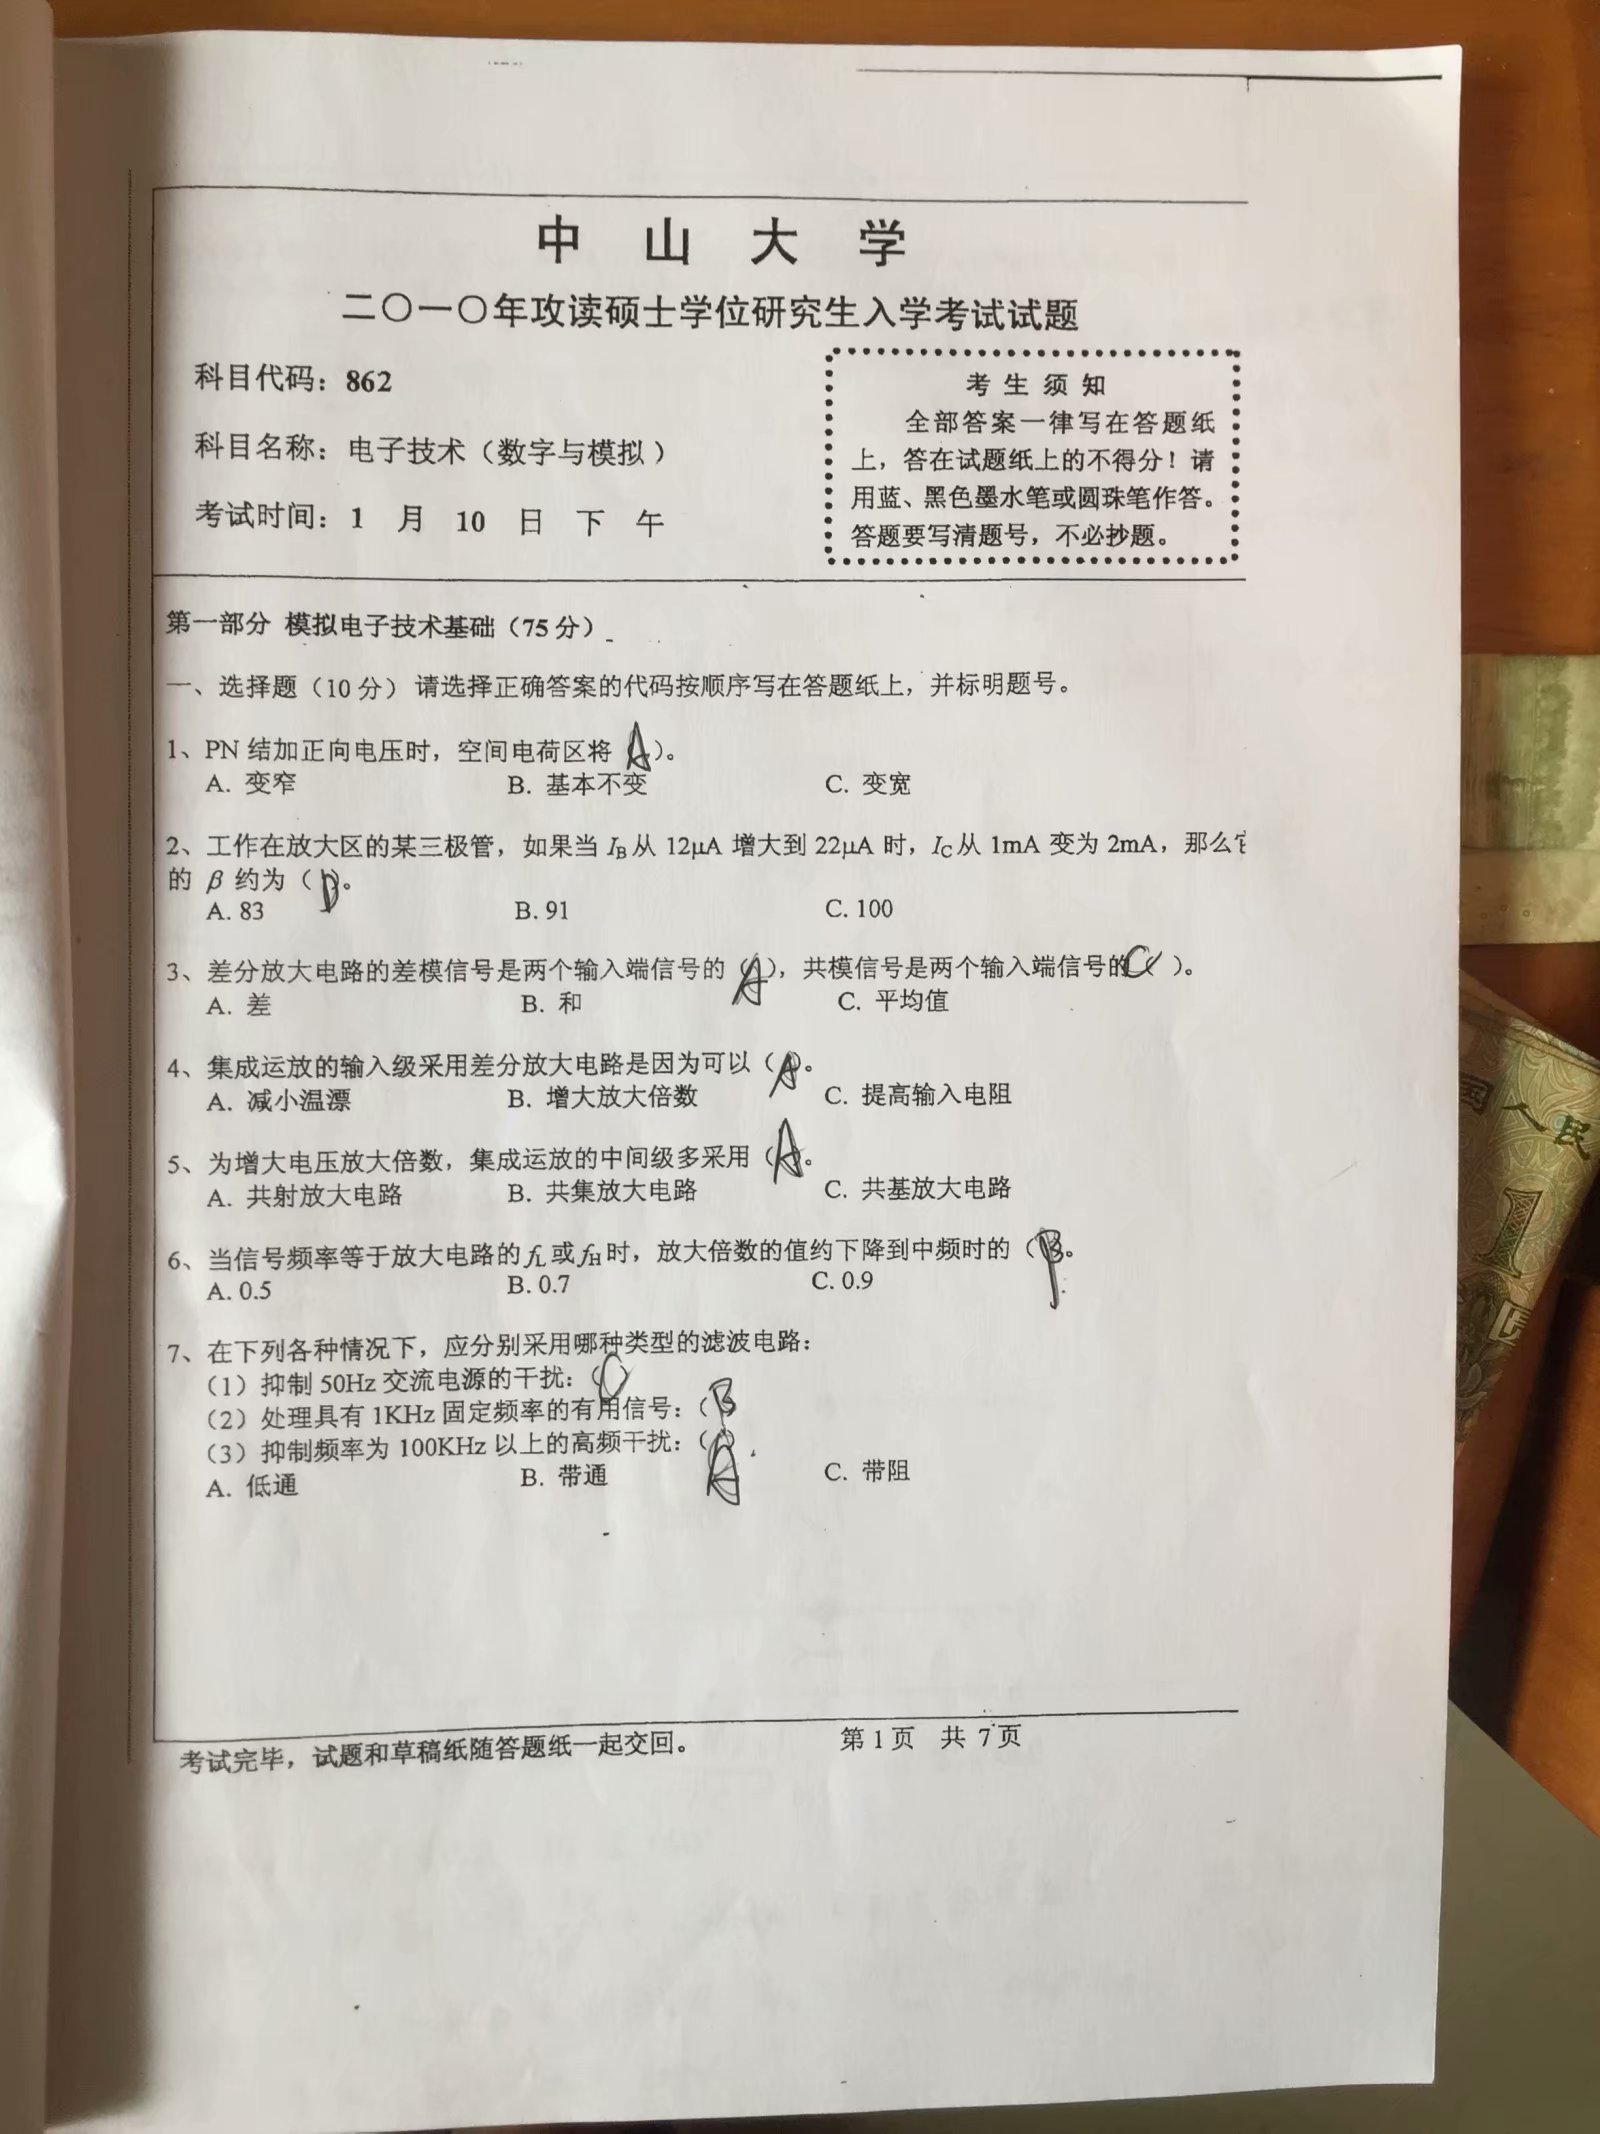 中 山 大 学
二〇一〇年攻读硕士学位研究生入学考试试题
科目代码：862
科目名称：电子技术（数字与模拟）
考试时间：1 月 10 日 下 午
考 生 须 知
全部答案一律写在答题纸
上，答在试题纸上的不得分！请
用蓝、黑色墨水笔或圆珠笔作答。
答题要写清题号，不必抄题。
第一部分 模拟电子技术基础（75 分）
一、选择题（10 分） 请选择正确答案的代码按顺序写在答题纸上，并标明题号。
1、PN 结加正向电压时，空间电荷区将（A）。
A. 变窄 B. 基本不变 C. 变宽
2、工作在放大区的某三极管，如果当 IB 从 12μA 增大到 22μA 时，IC 从 1mA 变为 2mA，那么
的 β 约为（ ）。
A. 83 B. 91 C. 100
3、差分放大电路的差模信号是两个输入端信号的（A），共模信号是两个输入端信号的（C）。
A. 差 B. 和 C. 平均值
4、集成运放的输入级采用差分放大电路是因为可以（A）。
A. 减小温漂 B. 增大放大倍数 C. 提高输入电阻
5、为增大电压放大倍数，集成运放的中间级多采用（A）。
A. 共射放大电路 B. 共集放大电路 C. 共基放大电路
6、当信号频率等于放大电路的 fL 或 fH 时，放大倍数的值约下降到中频时的（B）。
A. 0.5 B. 0.7 C. 0.9
7、在下列各种情况下，应分别采用哪种类型的滤波电路：
（1）抑制 50Hz 交流电源的干扰：（C）
（2）处理具有 1KHz 固定频率的有用信号：（B）
（3）抑制频率为 100KHz 以上的高频干扰：（A）.
A. 低通 B. 带通 C. 带阻
考试完毕，试题和草稿纸随答题纸一起交回。 第 1 页 共 7 页
国人民
1